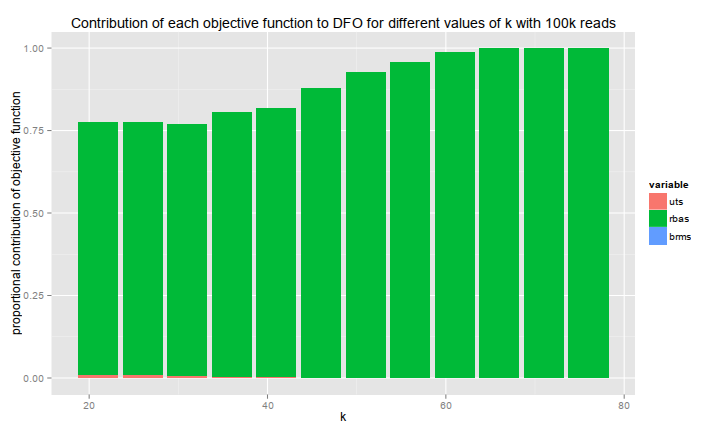 Contribution of each objective function to DFO for different values of k with 100k reads
proportional contribution of objective function
1.00
0.75
0.50
0.25
0.00
20
40
60
80
k
variable
uts
rbas
brms